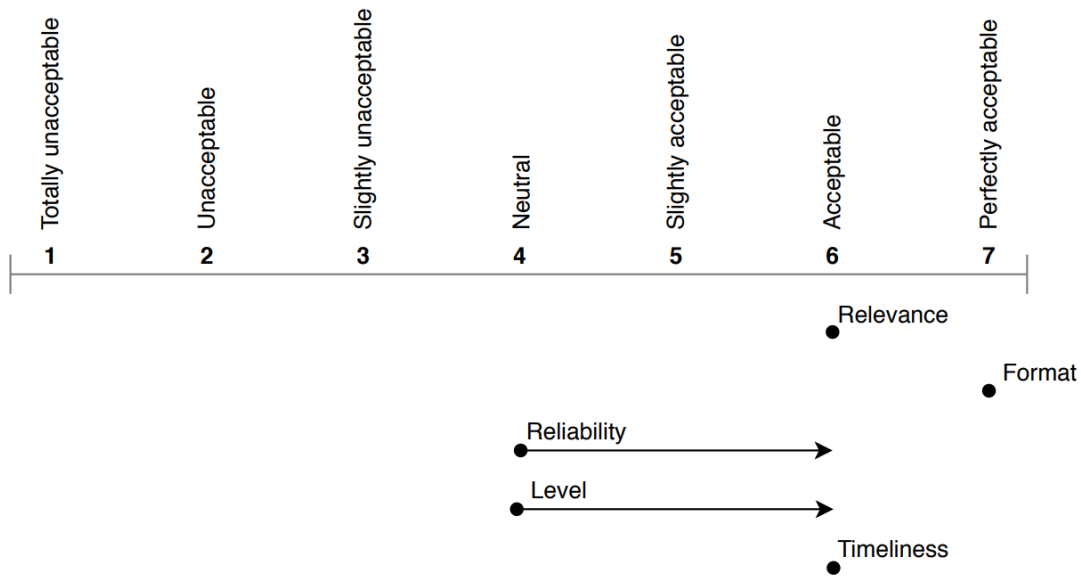 Totally unacceptable
Unacceptable
Slightly unacceptable
Neutral
Slightly acceptable
Acceptable
Perfectly acceptable
1 2 3 4 5 6 7
Relevance
Format
Reliability
Level
Timeliness